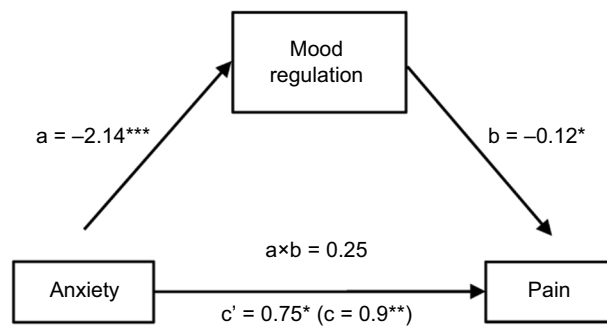 Mood
regulation
a = –2.14***
b = –0.12*
a×b = 0.25
Anxiety
Pain
c’ = 0.75* (c = 0.9**)